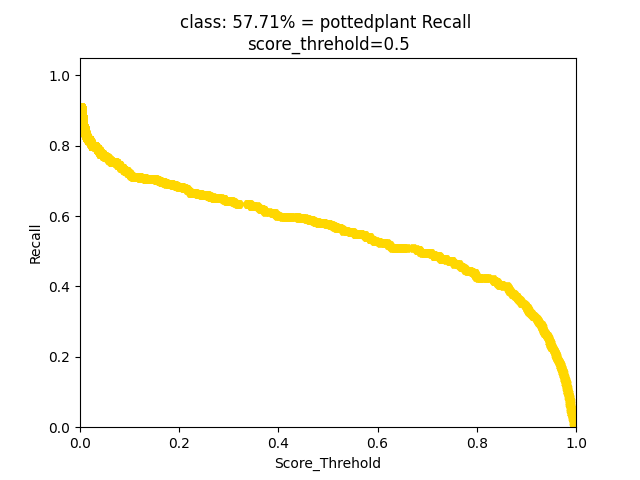 class: 57.71% = pottedplant Recall
score_threhold=0.5
1.0
0.8
0.6
0.4
0.2
0.0
Recall
0.0 0.2 0.4 0.6 0.8 1.0
Score_Threhold